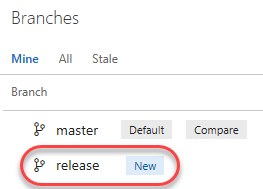 Branches
Mine All Stale
Branch
master Default Compare
release New